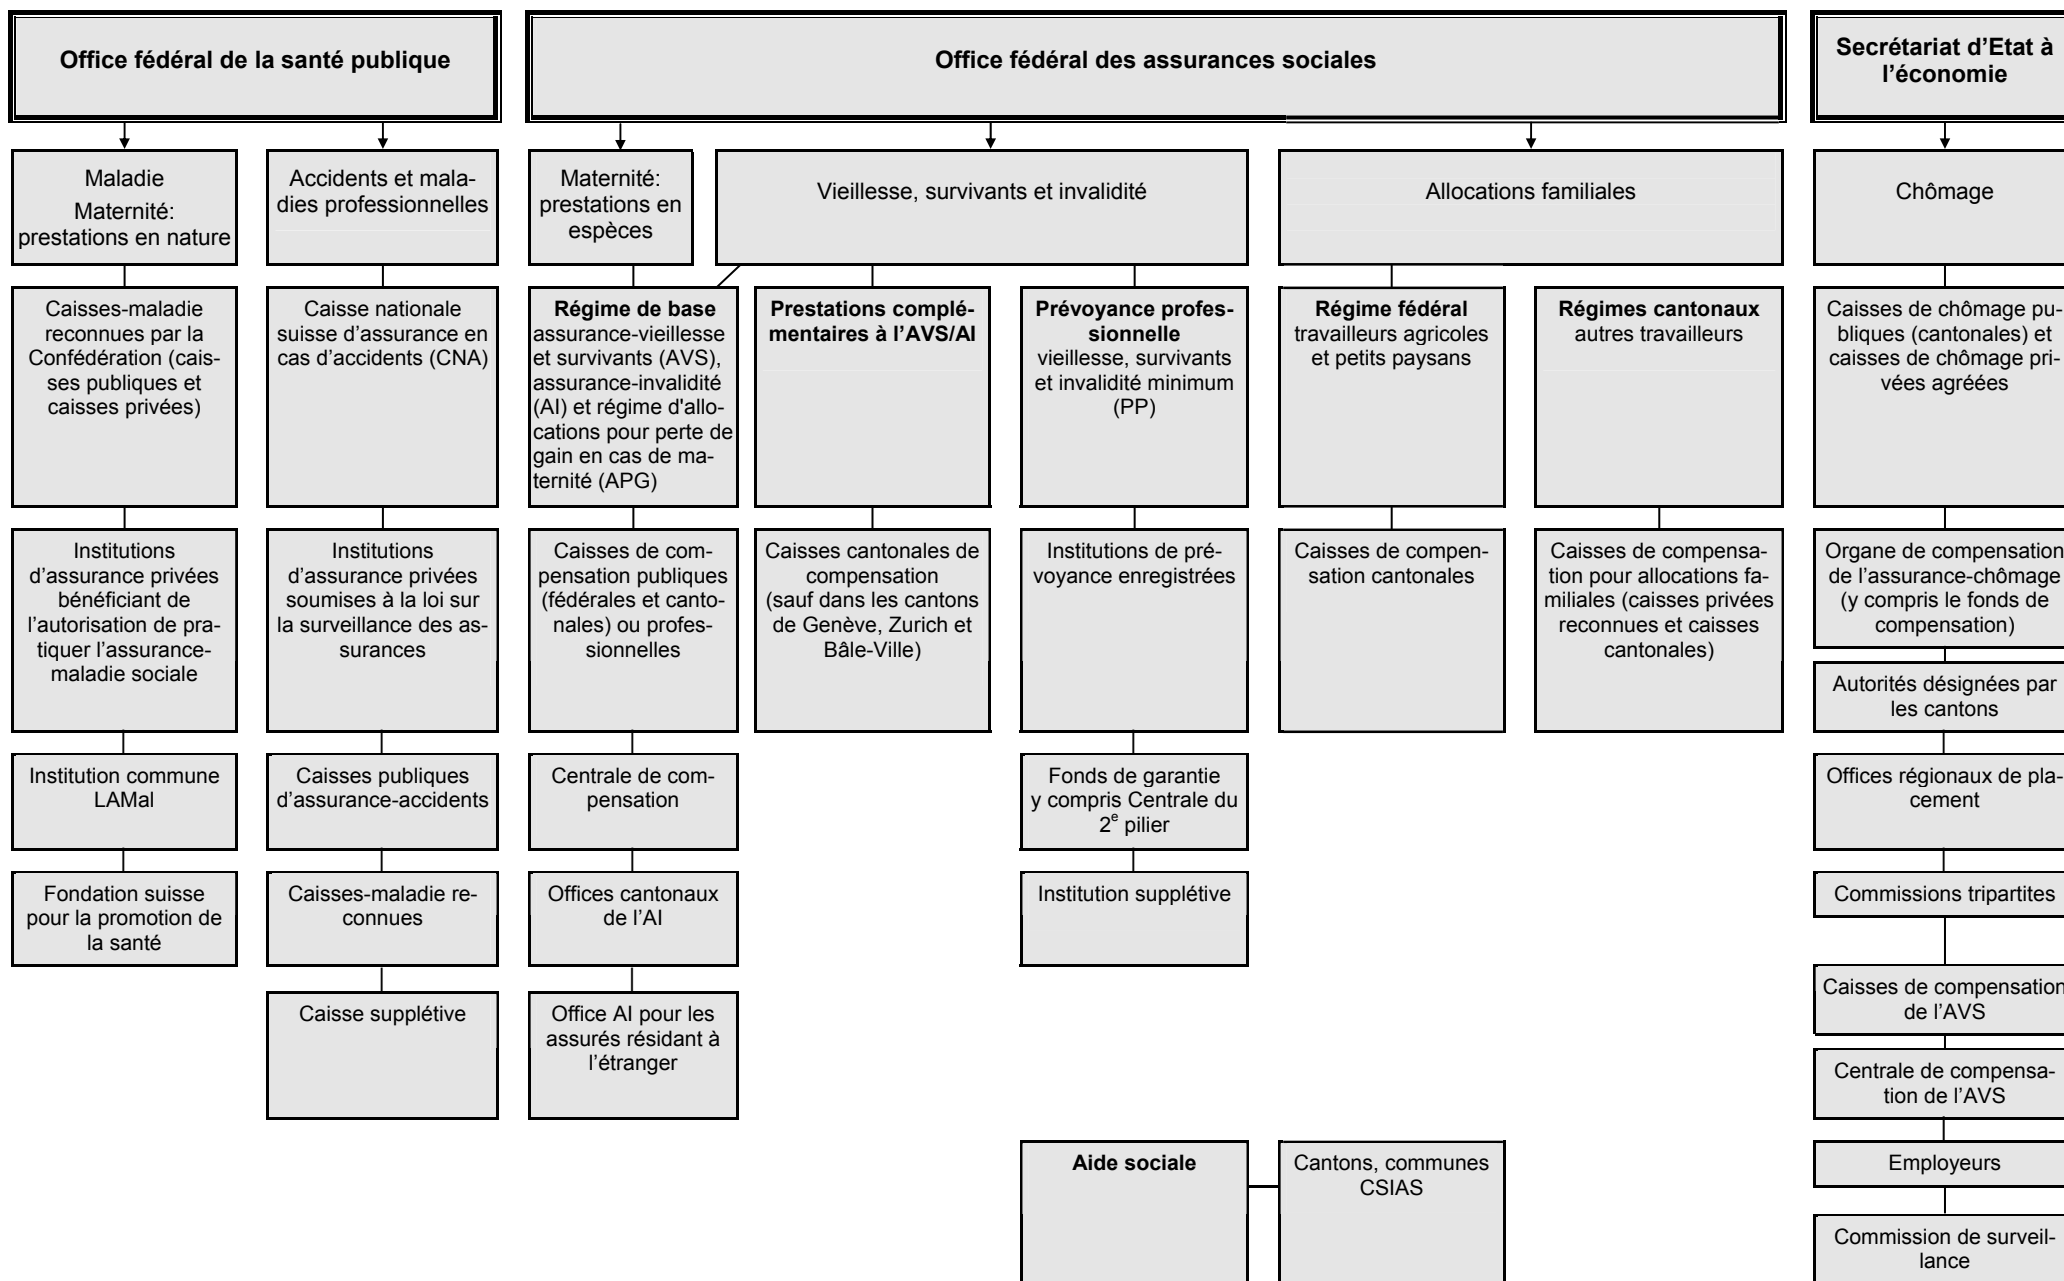 Office fédéral de la santé publique
Office fédéral des assurances sociales
Secrétariat d’Etat à
l’économie
Maladie
Maternité:
prestations en nature
Accidents et mala-
dies professionnelles
Maternité:
prestations en
espèces
Vieillesse, survivants et invalidité
Allocations familiales
Chômage
Caisses-maladie
reconnues par la
Confédération (cais-
ses publiques et
caisses privées)
Caisse nationale
suisse d’assurance en
cas d’accidents (CNA)
Régime de base
assurance-vieillesse
et survivants (AVS),
assurance-invalidité
(AI) et régime d'allo-
cations pour perte de
gain en cas de ma-
ternité (APG)
Prestations complé-
mentaires à l’AVS/AI
Prévoyance profes-
sionnelle
vieillesse, survivants
et invalidité minimum
(PP)
Régime fédéral
travailleurs agricoles
et petits paysans
Régimes cantonaux
autres travailleurs
Caisses de chômage pu-
bliques (cantonales) et
caisses de chômage pri-
vées agréées
Institutions
d’assurance privées
bénéficiant de
l’autorisation de pra-
tiquer l’assurance-
maladie sociale
Institutions
d’assurance privées
soumises à la loi sur
la surveillance des as-
surances
Caisses de com-
pensation publiques
(fédérales et canto-
nales) ou profes-
sionnelles
Caisses cantonales de
compensation
(sauf dans les cantons
de Genève, Zurich et
Bâle-Ville)
Institutions de pré-
voyance enregistrées
Caisses de compen-
sation cantonales
Caisses de compensa-
tion pour allocations fa-
miliales (caisses privées
reconnues et caisses
cantonales)
Organe de compensation
de l’assurance-chômage
(y compris le fonds de
compensation)
Autorités désignées par
les cantons
Institution commune
LAMal
Caisses publiques
d’assurance-accidents
Centrale de com-
pensation
Fonds de garantie
y compris Centrale du
2e pilier
Offices régionaux de pla-
cement
Fondation suisse
pour la promotion de
la santé
Caisses-maladie re-
connues
Offices cantonaux
de l’AI
Institution supplétive
Commissions tripartites
Caisse supplétive
Office AI pour les
assurés résidant à
l’étranger
Caisses de compensation
de l’AVS
Centrale de compensa-
tion de l’AVS
Aide sociale
Cantons, communes
CSIAS
Employeurs
Commission de surveil-
lance